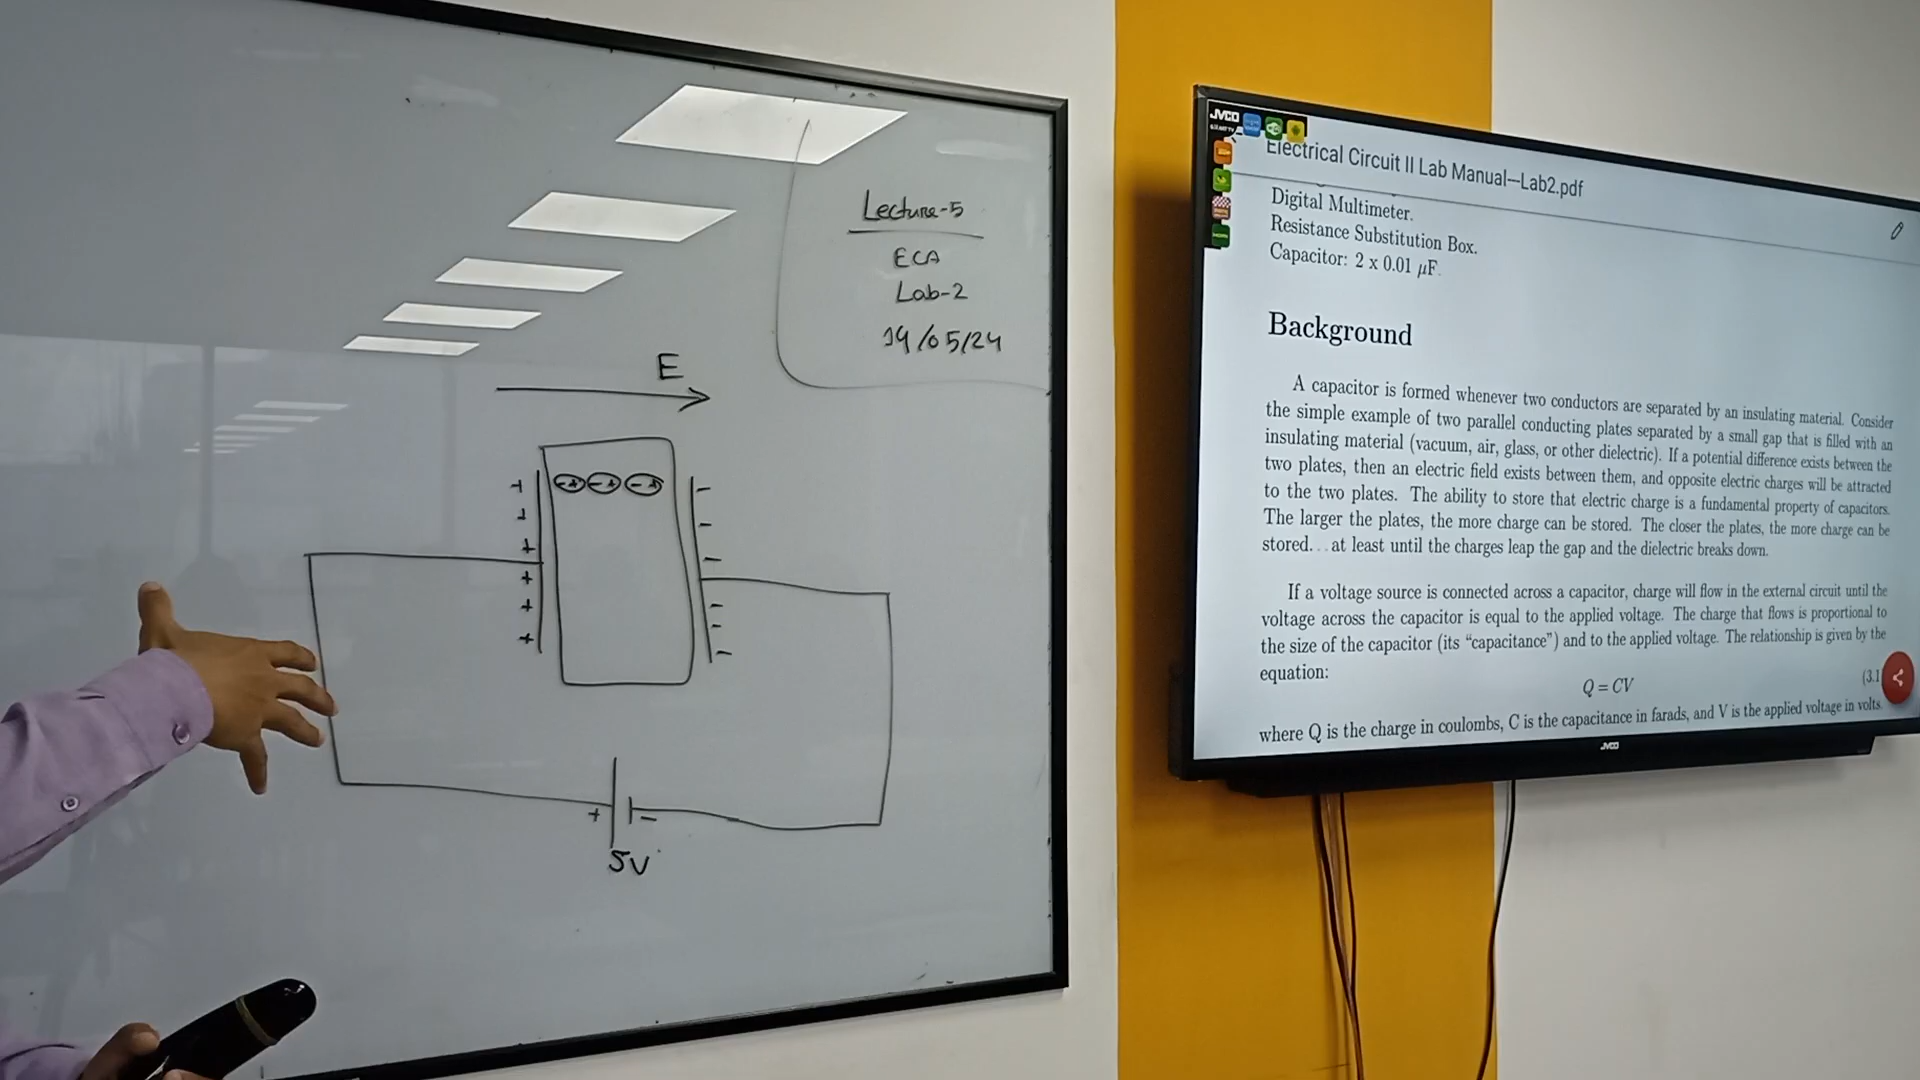 Lecture-5
ECA
Lab-2
14/05/24
E
- + - + - +
+ -
+ -
+ -
+ -
+ -
+ -
+ -
5V
JVCO
Electrical Circuit II Lab Manual—Lab2.pdf
Digital Multimeter.
Resistance Substitution Box.
Capacitor: 2 x 0.01 μF.
Background
A capacitor is formed whenever two conductors are separated by an insulating material. Consider
the simple example of two parallel conducting plates separated by a small gap that is filled with an
insulating material (vacuum, air, glass, or other dielectric). If a potential difference exists between the
two plates, then an electric field exists between them, and opposite electric charges will be attracted
to the two plates. The ability to store that electric charge is a fundamental property of capacitors.
The larger the plates, the more charge can be stored. The closer the plates, the more charge can be
stored...at least until the charges leap the gap and the dielectric breaks down.
If a voltage source is connected across a capacitor, charge will flow in the external circuit until the
voltage across the capacitor is equal to the applied voltage. The charge that flows is proportional to
the size of the capacitor (its “capacitance”) and to the applied voltage. The relationship is given by the
equation:
Q = CV (3.1
where Q is the charge in coulombs, C is the capacitance in farads, and V is the applied voltage in volts.
JVCO